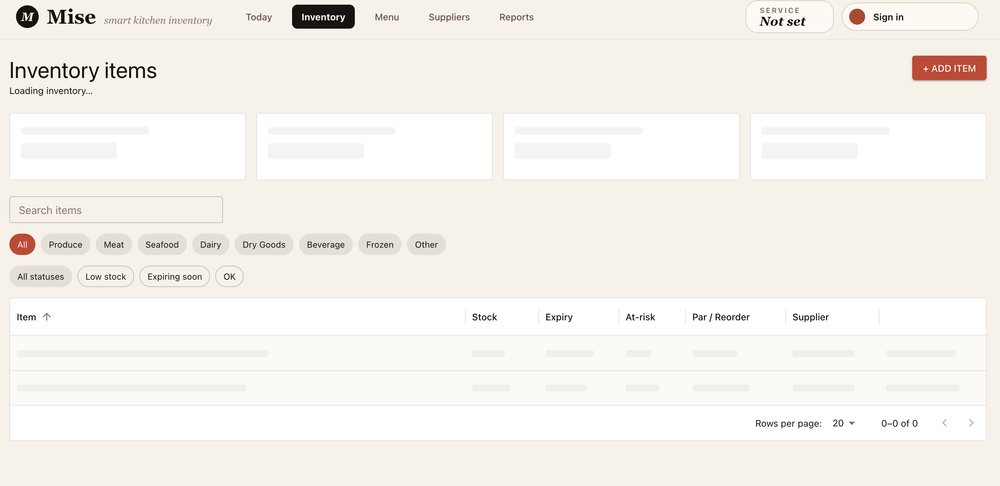 M Mise smart kitchen inventory Today Inventory Menu Suppliers Reports SERVICE Not set Sign in
Inventory items
+ ADD ITEM
Loading inventory...
Search items
All Produce Meat Seafood Dairy Dry Goods Beverage Frozen Other
All statuses Low stock Expiring soon OK
Item Stock Expiry At-risk Par / Reorder Supplier
Rows per page: 20 0–0 of 0